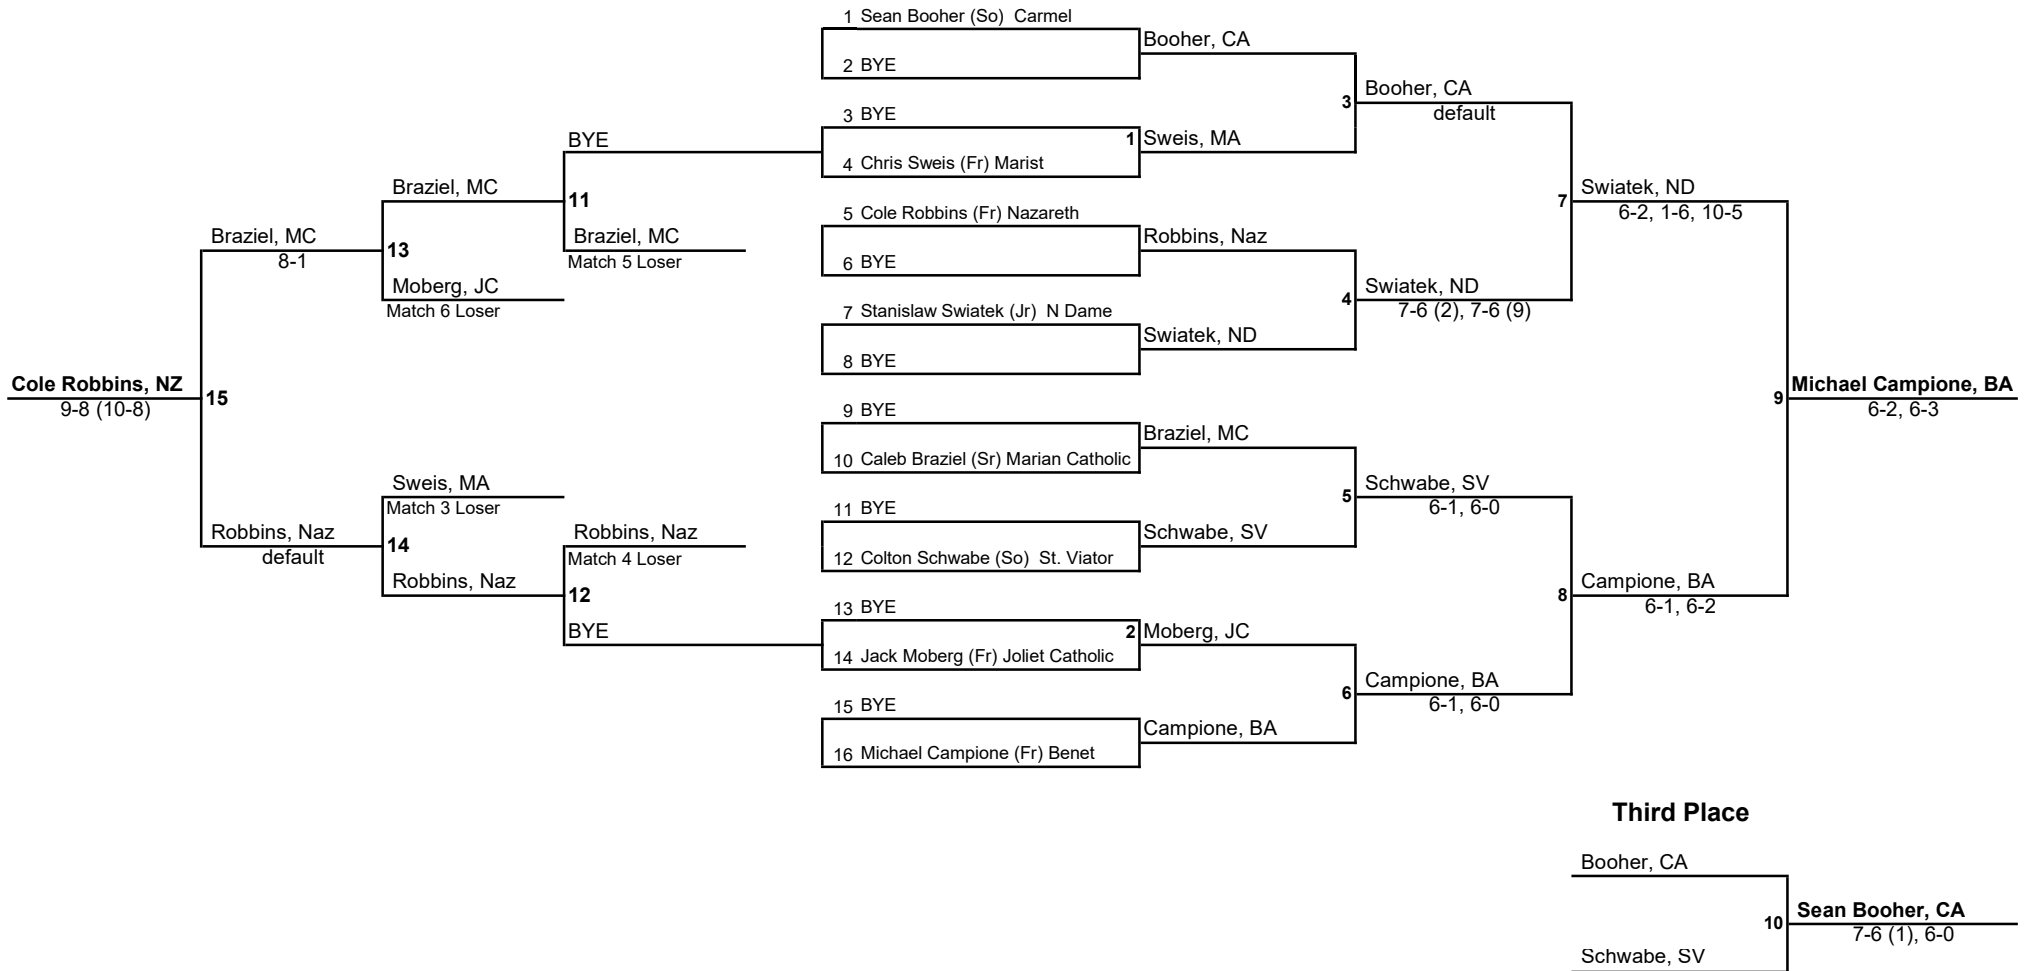 1 Sean Booher (So) Carmel
Booher, CA
2 BYE
Booher, CA
3
default
3 BYE
BYE
1 Sweis, MA
4 Chris Sweis (Fr) Marist
Braziel, MC
11
Swiatek, ND
7
6-2, 1-6, 10-5
5 Cole Robbins (Fr) Nazareth
Braziel, MC
8-1
13
Braziel, MC
Match 5 Loser
Robbins, Naz
6 BYE
Moberg, JC
Match 6 Loser
Swiatek, ND
4
7-6 (2), 7-6 (9)
7 Stanislaw Swiatek (Jr) N Dame
Swiatek, ND
8 BYE
Cole Robbins, NZ
9-8 (10-8)
15
Michael Campione, BA
9
6-2, 6-3
9 BYE
Braziel, MC
10 Caleb Braziel (Sr) Marian Catholic
Sweis, MA
Match 3 Loser
Schwabe, SV
5
6-1, 6-0
11 BYE
Robbins, Naz
default
14
Robbins, Naz
Match 4 Loser
Schwabe, SV
12 Colton Schwabe (So) St. Viator
Robbins, Naz
12
Campione, BA
8
6-1, 6-2
13 BYE
BYE
2 Moberg, JC
14 Jack Moberg (Fr) Joliet Catholic
Campione, BA
6
6-1, 6-0
15 BYE
Campione, BA
16 Michael Campione (Fr) Benet
Third Place
Booher, CA
10
Sean Booher, CA
7-6 (1), 6-0
Schwabe, SV